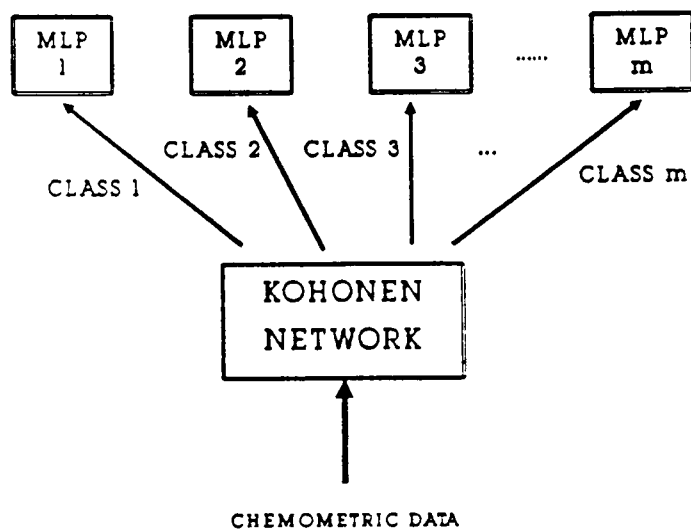 MLP 1
MLP 2
MLP 3
......
MLP m
CLASS 1
CLASS 2
CLASS 3
...
CLASS m
KOHONEN
NETWORK
CHEMOMETRIC DATA